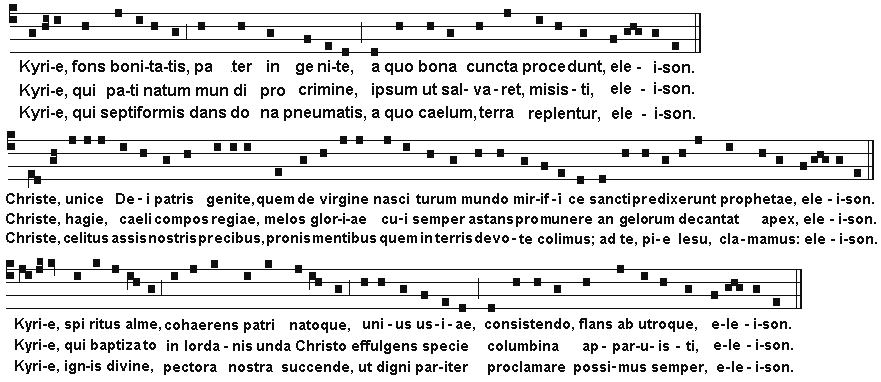 Kyri-e, fons boni-ta-tis, pa ter in ge ni-te, a quo bona cuncta procedunt, ele - i-son.
Kyri-e, qui pa-ti natum mun di pro crimine, ipsum ut sal-va-ret, misis-ti, ele - i-son.
Kyri-e, qui septiformis dans do na pneumatis, a quo caelum, terra replentur, ele - i-son.
Christe, unice De-i patris genite, quem de virgine nasci turum mundo mir-if-i ce sancti predixerunt prophetae, ele - i-son.
Christe, hagie, caeli compos regiae, melos glor-i-ae cu-i semper astans pro munere an gelorum decantat apex, ele - i-son.
Christe, celitus assis nostris precibus, pronis mentibus quem in terris devo-te colimus; ad te, pi-e Iesu, cla-mamus: ele-i-son.
Kyri-e, spi ritus alme, cohaerens patri natoque, uni-us us-i-ae, consistendo, flans ab utroque, e-le-i-son.
Kyri-e, qui baptizato in Iorda-nis unda Christo effulgens specie columbina ap-par-u-is-ti, e-le-i-son.
Kyri-e, ign-is divine, pectora nostra succende, ut digni par-iter proclamare possi-mus semper, e-le-i-son.